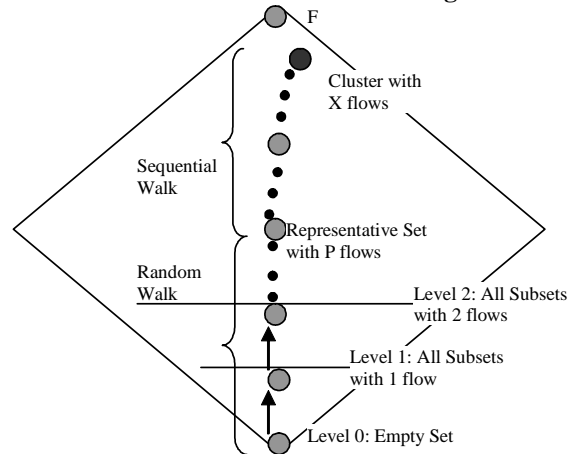 F
Cluster with
X flows
Sequential
Walk
Representative Set
with P flows
Random
Walk
Level 2: All Subsets
with 2 flows
Level 1: All Subsets
with 1 flow
Level 0: Empty Set